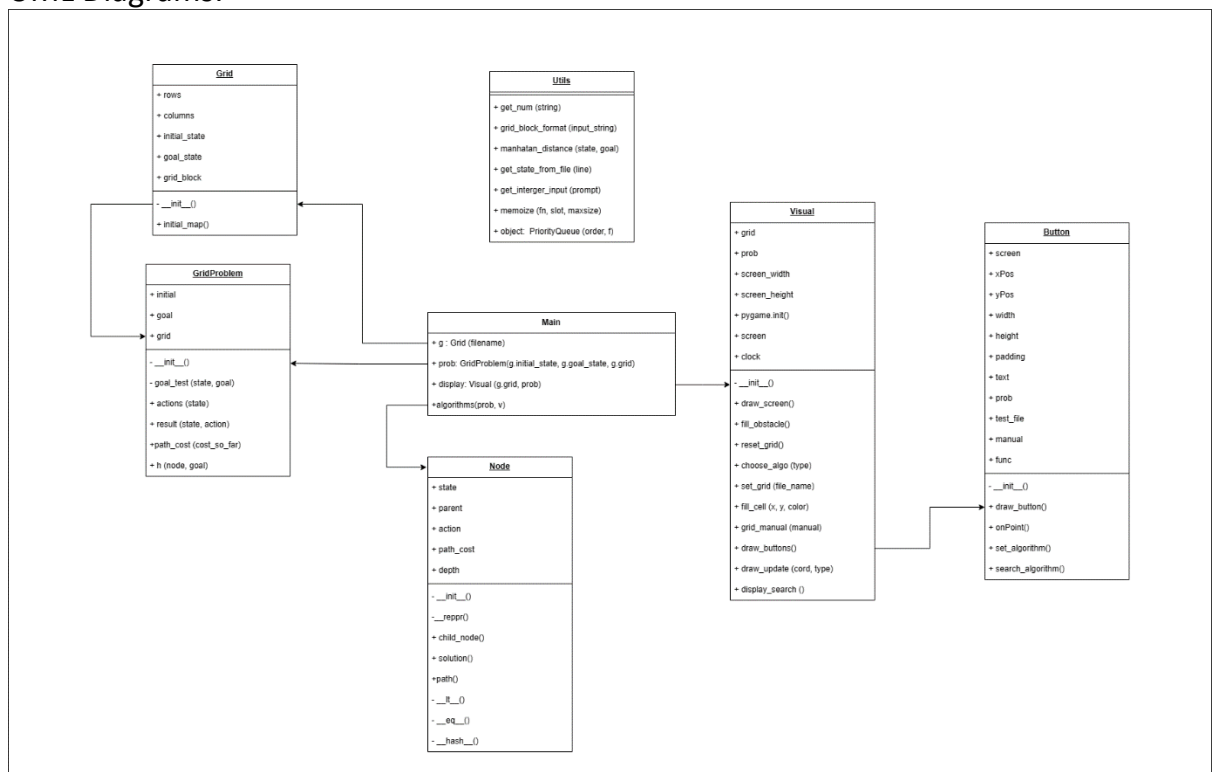 UML Diagrams:
Grid
+ rows
+ columns
+ initial_state
+ goal_state
+ grid_block
- __init__()
+ initial_map()
Utils
+ get_num (string)
+ grid_block_format (input_string)
+ manhatan_distance (state, goal)
+ get_state_from_file (line)
+ get_interger_input (prompt)
+ memoize (fn, slot, maxsize)
+ object: PriorityQueue (order, f)
GridProblem
+ initial
+ goal
+ grid
- __init__()
- goal_test (state, goal)
+ actions (state)
+ result (state, action)
+path_cost (cost_so_far)
+ h (node, goal)
Main
+ g : Grid (filename)
+ prob: GridProblem(g.initial_state, g.goal_state, g.grid)
+ display: Visual (g.grid, prob)
+algorithms(prob, v)
Node
+ state
+ parent
+ action
+ path_cost
+ depth
- __init__()
-__reppr()
+ child_node()
+ solution()
+path()
- __lt__()
- __eq__()
- __hash__()
Visual
+ grid
+ prob
+ screen_width
+ screen_height
+ pygame.init()
+ screen
+ clock
- __init__()
+ draw_screen()
+ fill_obstacle()
+ reset_grid()
+ choose_algo (type)
+ set_grid (file_name)
+ fill_cell (x, y, color)
+ grid_manual (manual)
+ draw_buttons()
+ draw_update (cord, type)
+ display_search ()
Button
+ screen
+ xPos
+ yPos
+ width
+ height
+ padding
+ text
+ prob
+ test_file
+ manual
+ func
- __init__()
+ draw_button()
+ onPoint()
+ set_algorithm()
+ search_algorithm()